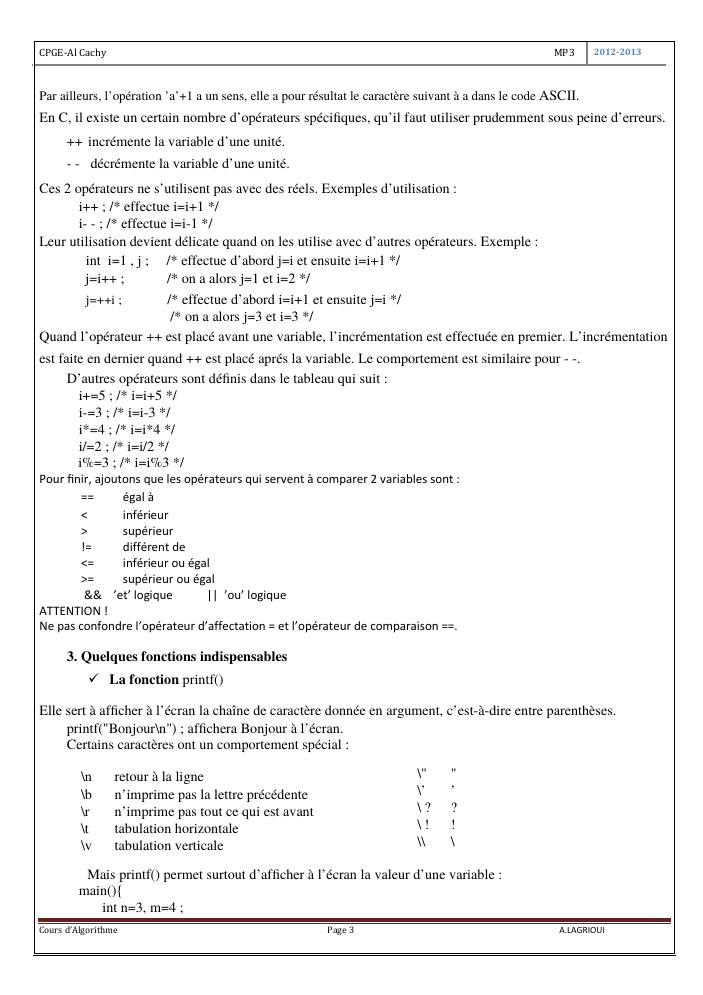 CPGE-Al Cachy MP3 2012-2013
Par ailleurs, l'opération 'a'+1 a un sens, elle a pour résultat le caractère suivant à a dans le code ASCII.
En C, il existe un certain nombre d'opérateurs spécifiques, qu'il faut utiliser prudemment sous peine d'erreurs.
++ incrémente la variable d'une unité.
- - décrémente la variable d'une unité.
Ces 2 opérateurs ne s'utilisent pas avec des réels. Exemples d'utilisation :
i++ ; /* effectue i=i+1 */
i- - ; /* effectue i=i-1 */
Leur utilisation devient délicate quand on les utilise avec d'autres opérateurs. Exemple :
int i=1 , j ; /* effectue d'abord j=i et ensuite i=i+1 */
j=i++ ; /* on a alors j=1 et i=2 */
j=++i ; /* effectue d'abord i=i+1 et ensuite j=i */
/* on a alors j=3 et i=3 */
Quand l'opérateur ++ est placé avant une variable, l'incrémentation est effectuée en premier. L'incrémentation
est faite en dernier quand ++ est placé aprés la variable. Le comportement est similaire pour - -.
D'autres opérateurs sont définis dans le tableau qui suit :
i+=5 ; /* i=i+5 */
i-=3 ; /* i=i-3 */
i*=4 ; /* i=i*4 */
i/=2 ; /* i=i/2 */
i%=3 ; /* i=i%3 */
Pour finir, ajoutons que les opérateurs qui servent à comparer 2 variables sont :
== égal à
< inférieur
> supérieur
!= différent de
<= inférieur ou égal
>= supérieur ou égal
&& 'et' logique || 'ou' logique
ATTENTION !
Ne pas confondre l'opérateur d'affectation = et l'opérateur de comparaison ==.
3. Quelques fonctions indispensables
✓ La fonction printf()
Elle sert à afficher à l'écran la chaîne de caractère donnée en argument, c'est-à-dire entre parenthèses.
printf("Bonjour\n") ; affichera Bonjour à l'écran.
Certains caractères ont un comportement spécial :
\n retour à la ligne \" "
\b n'imprime pas la lettre précédente \' '
\r n'imprime pas tout ce qui est avant \ ? ?
\t tabulation horizontale \ ! !
\v tabulation verticale \\ \
Mais printf() permet surtout d'afficher à l'écran la valeur d'une variable :
main(){
int n=3, m=4 ;
Cours d'Algorithme Page 3 A.LAGRIOUI